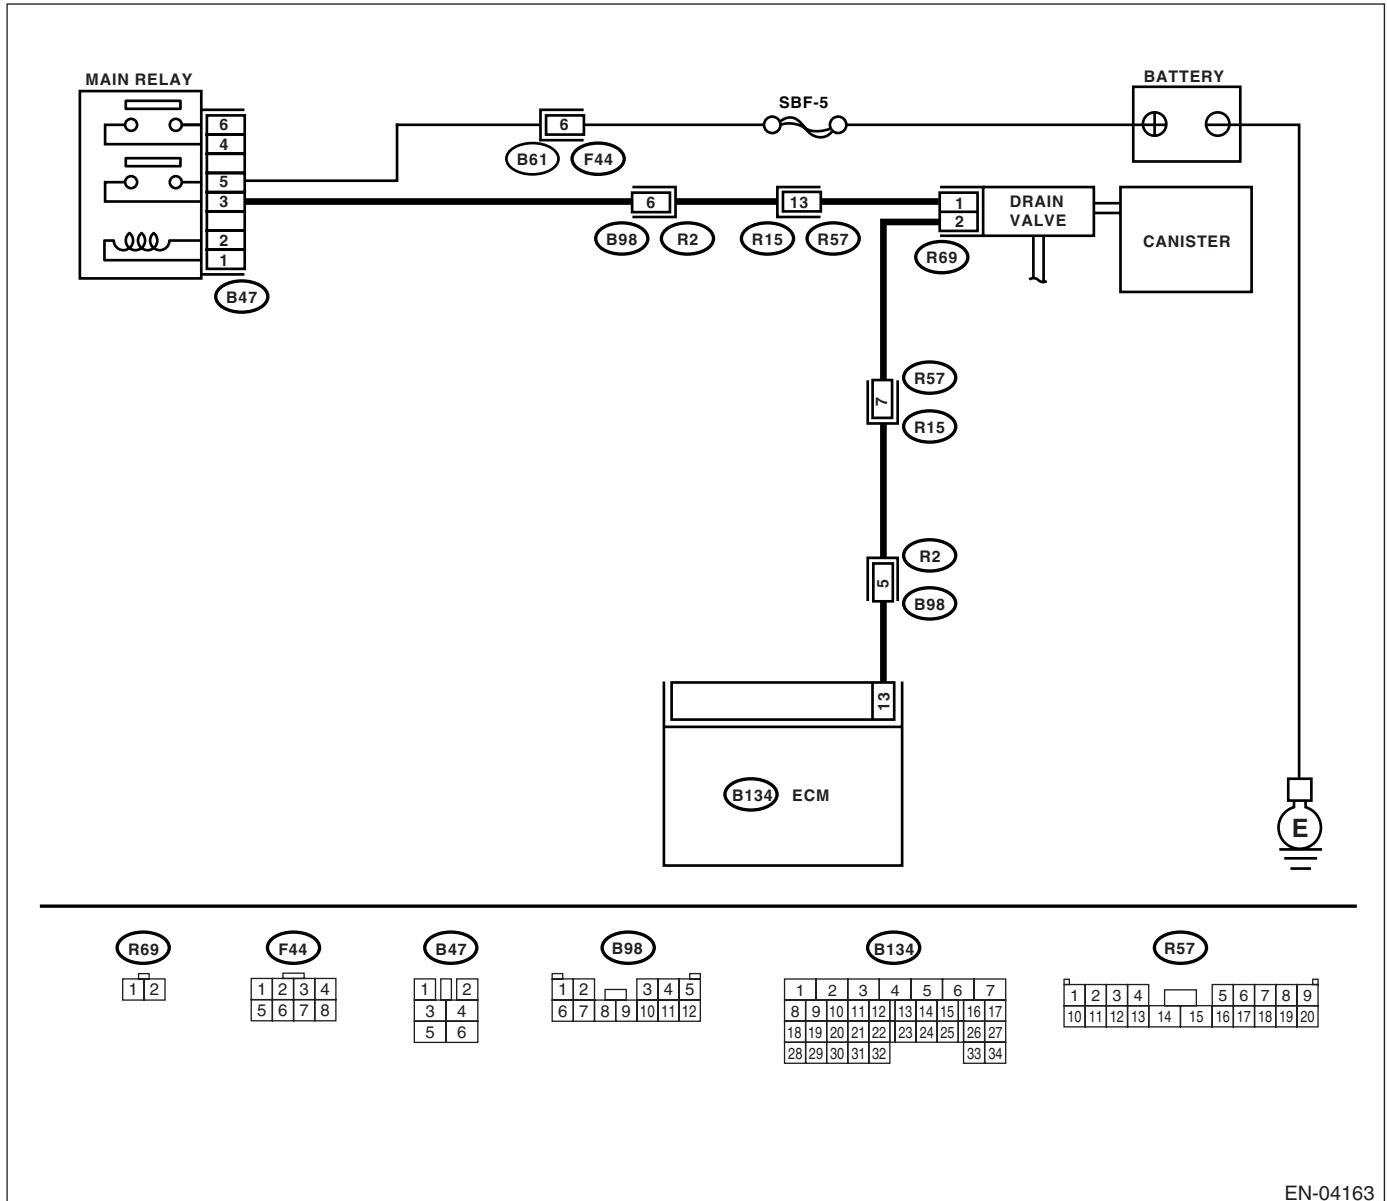 MAIN RELAY
6
4
5
3
2
1
B47
6
B61 F44
SBF-5
BATTERY
6
B98 R2
13
R15 R57
1
2
R69
DRAIN
VALVE
CANISTER
7
R57
R15
5
R2
B98
13
B134 ECM
E
R69
1 2
F44
1 2 3 4
5 6 7 8
B47
1 2
3 4
5 6
B98
1 2 3 4 5
6 7 8 9 10 11 12
B134
1 2 3 4 5 6 7
8 9 10 11 12 13 14 15 16 17
18 19 20 21 22 23 24 25 26 27
28 29 30 31 32 33 34
R57
1 2 3 4 5 6 7 8 9
10 11 12 13 14 15 16 17 18 19 20
EN-04163